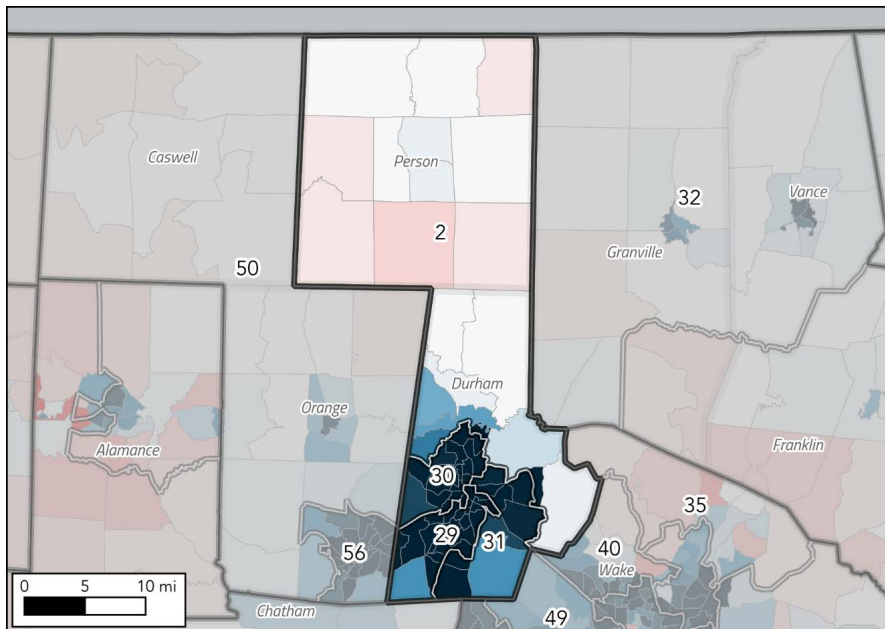 Caswell
Person
32
Vance
2
Granville
50
Durham
Orange
Franklin
Alamance
30
35
29
31
56
40
Wake
0 5 10 mi
Chatham
49